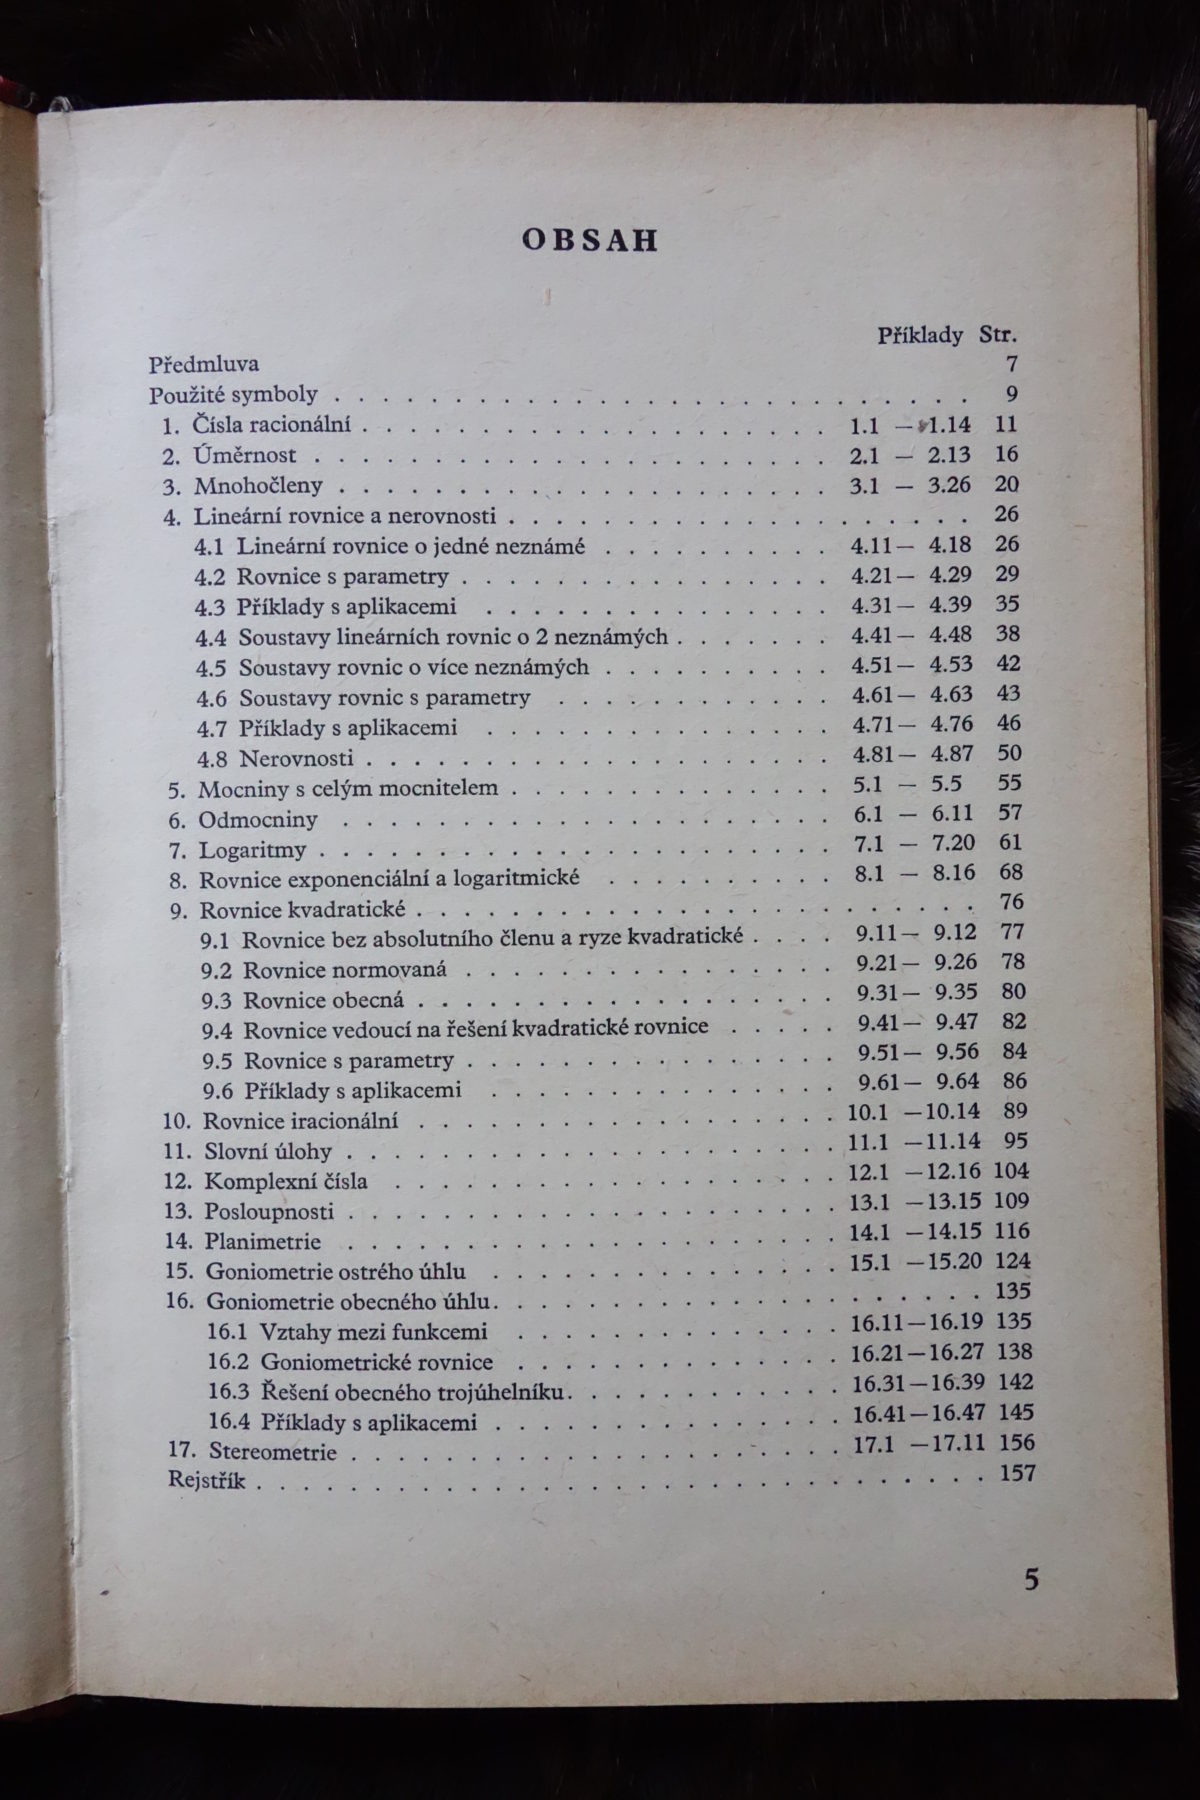 OBSAH
Příklady Str.
Předmluva 7
Použité symboly . . . . . . . . . . . . . . . . . . . . . . . . . . . 9
1. Čísla racionální . . . . . . . . . . . . . . . . . . . . 1.1 — 1.14 11
2. Úměrnost . . . . . . . . . . . . . . . . . . . . . . 2.1 — 2.13 16
3. Mnohočleny . . . . . . . . . . . . . . . . . . . . . 3.1 — 3.26 20
4. Lineární rovnice a nerovnosti . . . . . . . . . . . . . . . . . . . . 26
4.1 Lineární rovnice o jedné neznámé . . . . . . . . . . 4.11— 4.18 26
4.2 Rovnice s parametry . . . . . . . . . . . . . . . . 4.21— 4.29 29
4.3 Příklady s aplikacemi . . . . . . . . . . . . . . . 4.31— 4.39 35
4.4 Soustavy lineárních rovnic o 2 neznámých . . . . . . . 4.41— 4.48 38
4.5 Soustavy rovnic o více neznámých . . . . . . . . . . 4.51— 4.53 42
4.6 Soustavy rovnic s parametry . . . . . . . . . . . . 4.61— 4.63 43
4.7 Příklady s aplikacemi . . . . . . . . . . . . . . . 4.71— 4.76 46
4.8 Nerovnosti . . . . . . . . . . . . . . . . . . . . 4.81— 4.87 50
5. Mocniny s celým mocnitelem . . . . . . . . . . . . . . 5.1 — 5.5 55
6. Odmocniny . . . . . . . . . . . . . . . . . . . . . 6.1 — 6.11 57
7. Logaritmy . . . . . . . . . . . . . . . . . . . . . . 7.1 — 7.20 61
8. Rovnice exponenciální a logaritmické . . . . . . . . . . 8.1 — 8.16 68
9. Rovnice kvadratické . . . . . . . . . . . . . . . . . . . . . . . . 76
9.1 Rovnice bez absolutního členu a ryze kvadratické . . . . 9.11— 9.12 77
9.2 Rovnice normovaná . . . . . . . . . . . . . . . . 9.21— 9.26 78
9.3 Rovnice obecná . . . . . . . . . . . . . . . . . . 9.31— 9.35 80
9.4 Rovnice vedoucí na řešení kvadratické rovnice . . . . . 9.41— 9.47 82
9.5 Rovnice s parametry . . . . . . . . . . . . . . . . 9.51— 9.56 84
9.6 Příklady s aplikacemi . . . . . . . . . . . . . . . 9.61— 9.64 86
10. Rovnice iracionální . . . . . . . . . . . . . . . . . . 10.1 —10.14 89
11. Slovní úlohy . . . . . . . . . . . . . . . . . . . . . 11.1 —11.14 95
12. Komplexní čísla . . . . . . . . . . . . . . . . . . . 12.1 —12.16 104
13. Posloupnosti . . . . . . . . . . . . . . . . . . . . . 13.1 —13.15 109
14. Planimetrie . . . . . . . . . . . . . . . . . . . . . 14.1 —14.15 116
15. Goniometrie ostrého úhlu . . . . . . . . . . . . . . . 15.1 —15.20 124
16. Goniometrie obecného úhlu . . . . . . . . . . . . . . . . . . . . . 135
16.1 Vztahy mezi funkcemi . . . . . . . . . . . . . . 16.11—16.19 135
16.2 Goniometrické rovnice . . . . . . . . . . . . . . 16.21—16.27 138
16.3 Řešení obecného trojúhelníku . . . . . . . . . . . . 16.31—16.39 142
16.4 Příklady s aplikacemi . . . . . . . . . . . . . . . 16.41—16.47 145
17. Stereometrie . . . . . . . . . . . . . . . . . . . . . 17.1 —17.11 156
Rejstřík . . . . . . . . . . . . . . . . . . . . . . . . . . . . . . . 157
5